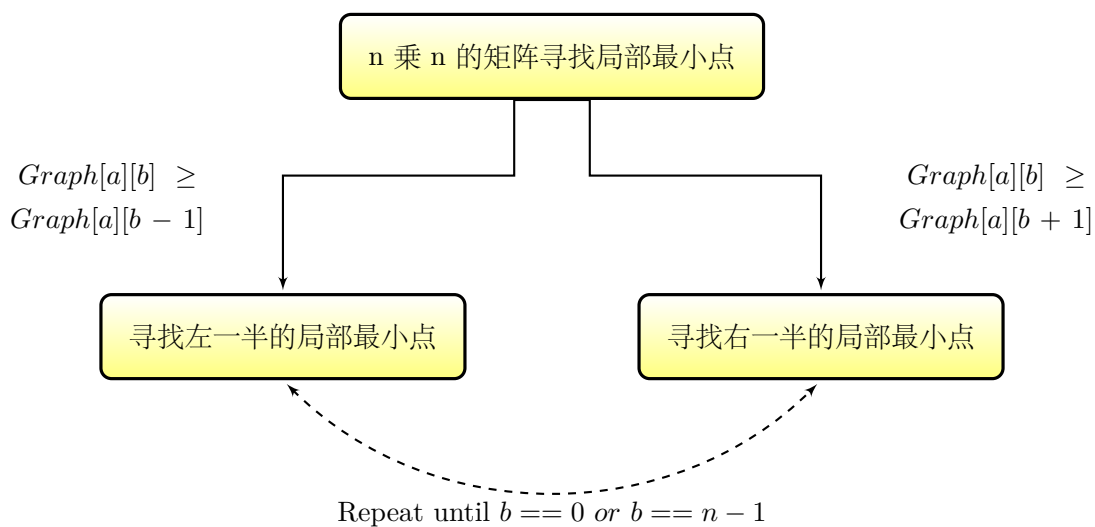 n 乘 n 的矩阵寻找局部最小点
Graph[a][b] ≥
Graph[a][b − 1]
Graph[a][b] ≥
Graph[a][b + 1]
寻找左一半的局部最小点
寻找右一半的局部最小点
Repeat until b == 0 or b == n − 1